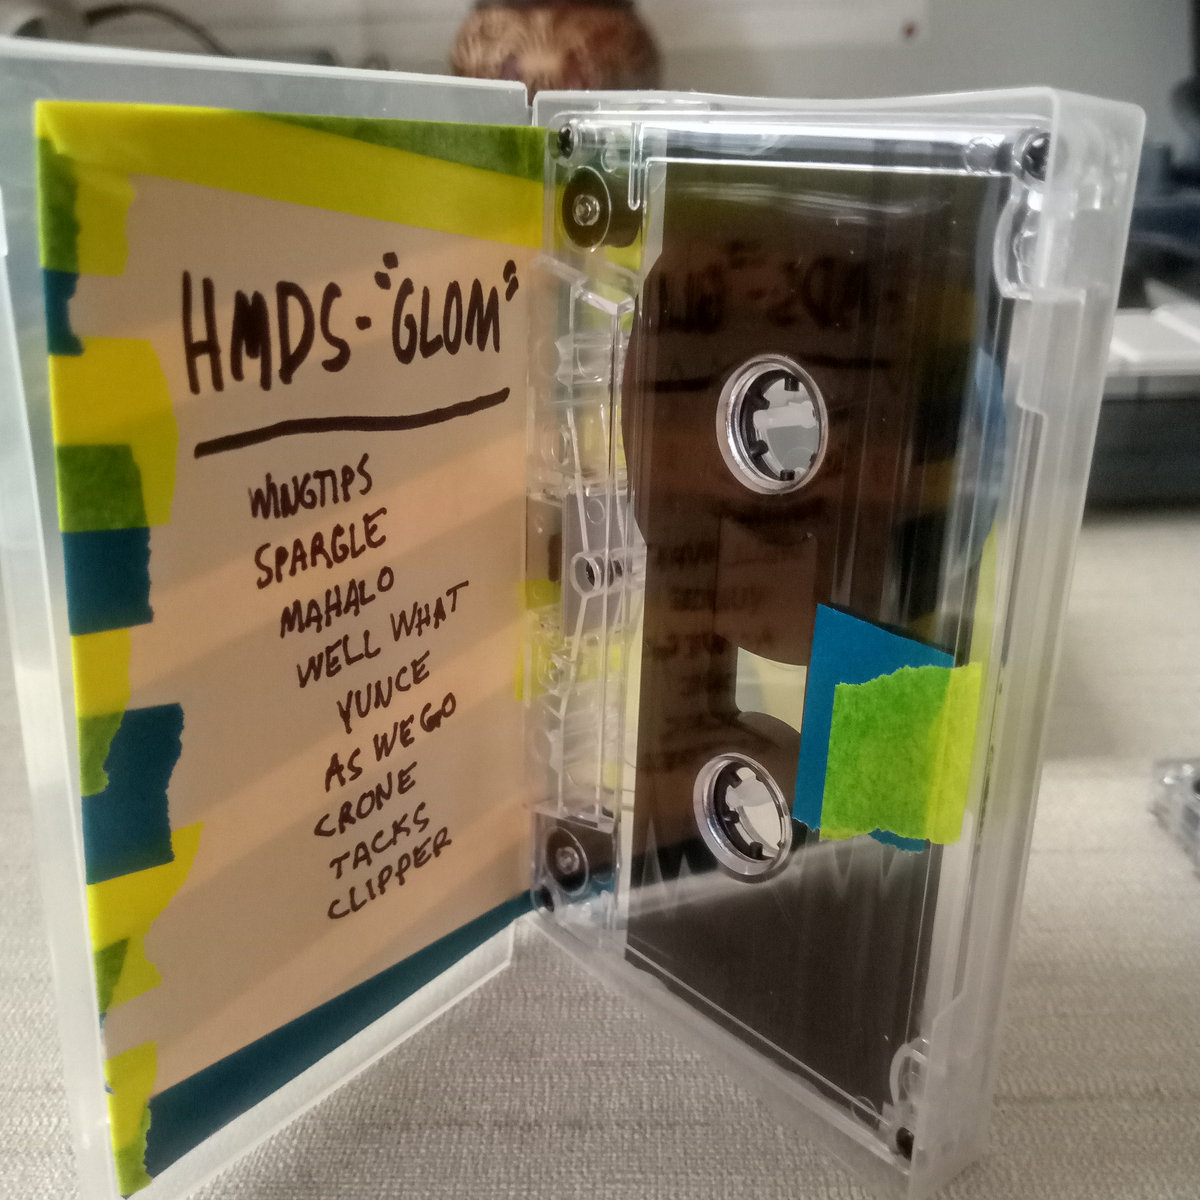 HMDS - "GLOM"
WINGTIPS
SPARGLE
MAHALO
WELL WHAT
YUNCE
AS WE GO
CRONE
TACKS
CLIPPER